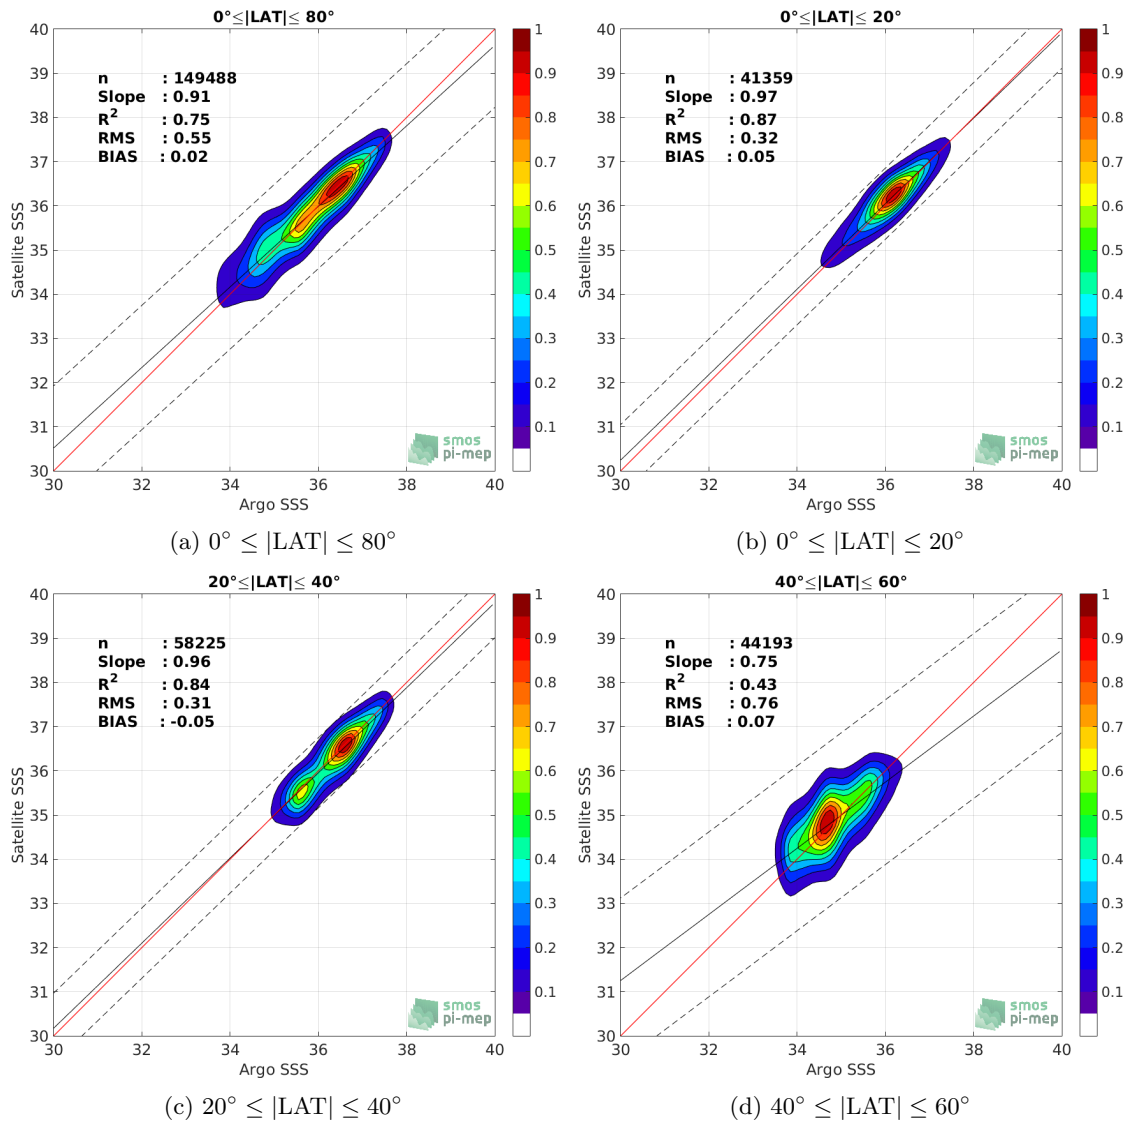 0°≤|LAT|≤ 80°
40
39
38
37
36
35
34
33
32
31
30
Satellite SSS
n : 149488
Slope : 0.91
R² : 0.75
RMS : 0.55
BIAS : 0.02
smos
pi-mep
30 32 34 36 38 40
Argo SSS
1
0.9
0.8
0.7
0.6
0.5
0.4
0.3
0.2
0.1
(a) 0° ≤ |LAT| ≤ 80°
0°≤|LAT|≤ 20°
40
39
38
37
36
35
34
33
32
31
30
Satellite SSS
n : 41359
Slope : 0.97
R² : 0.87
RMS : 0.32
BIAS : 0.05
smos
pi-mep
30 32 34 36 38 40
Argo SSS
1
0.9
0.8
0.7
0.6
0.5
0.4
0.3
0.2
0.1
(b) 0° ≤ |LAT| ≤ 20°
20°≤|LAT|≤ 40°
40
39
38
37
36
35
34
33
32
31
30
Satellite SSS
n : 58225
Slope : 0.96
R² : 0.84
RMS : 0.31
BIAS : -0.05
smos
pi-mep
30 32 34 36 38 40
Argo SSS
1
0.9
0.8
0.7
0.6
0.5
0.4
0.3
0.2
0.1
(c) 20° ≤ |LAT| ≤ 40°
40°≤|LAT|≤ 60°
40
39
38
37
36
35
34
33
32
31
30
Satellite SSS
n : 44193
Slope : 0.75
R² : 0.43
RMS : 0.76
BIAS : 0.07
smos
pi-mep
30 32 34 36 38 40
Argo SSS
1
0.9
0.8
0.7
0.6
0.5
0.4
0.3
0.2
0.1
(d) 40° ≤ |LAT| ≤ 60°